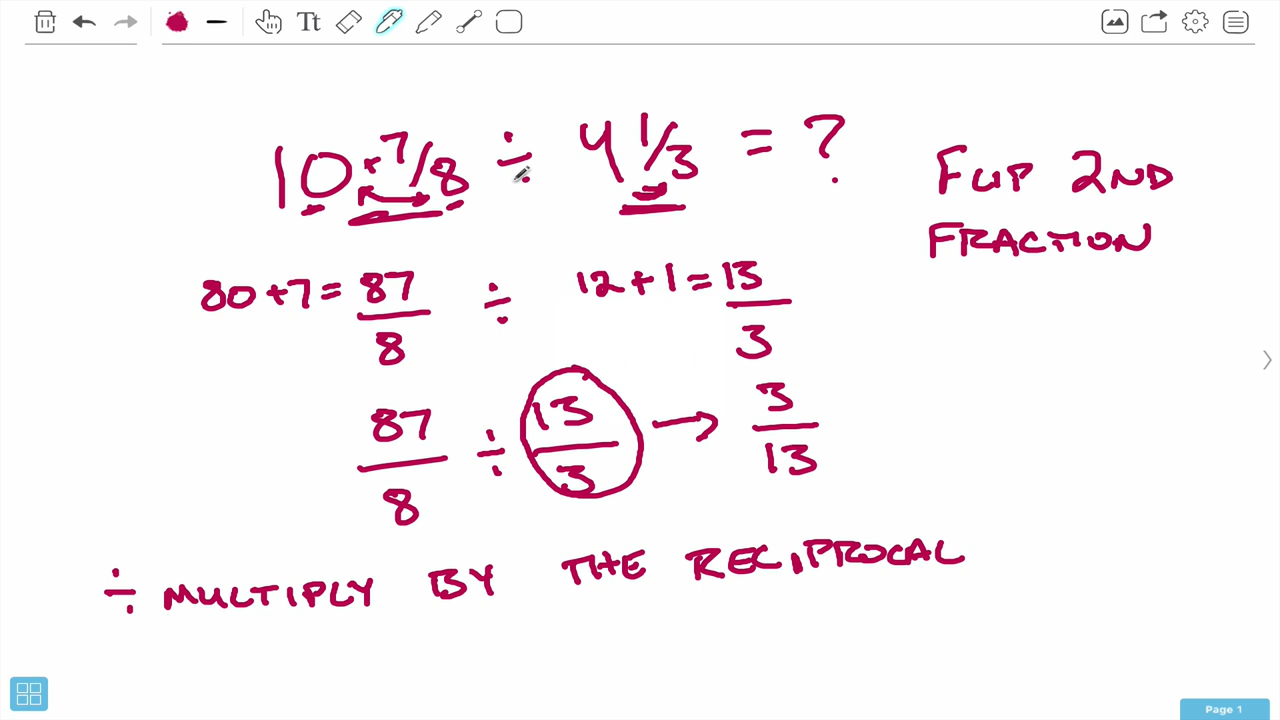 Tt
10 7/8 ÷ 4 1/3 = ?
FLIP 2ND
FRACTION
80+7= 87/8 ÷ 12+1= 13/3
87/8 ÷ 13/3 → 3/13
÷ MULTIPLY BY THE RECIPROCAL
Page 1